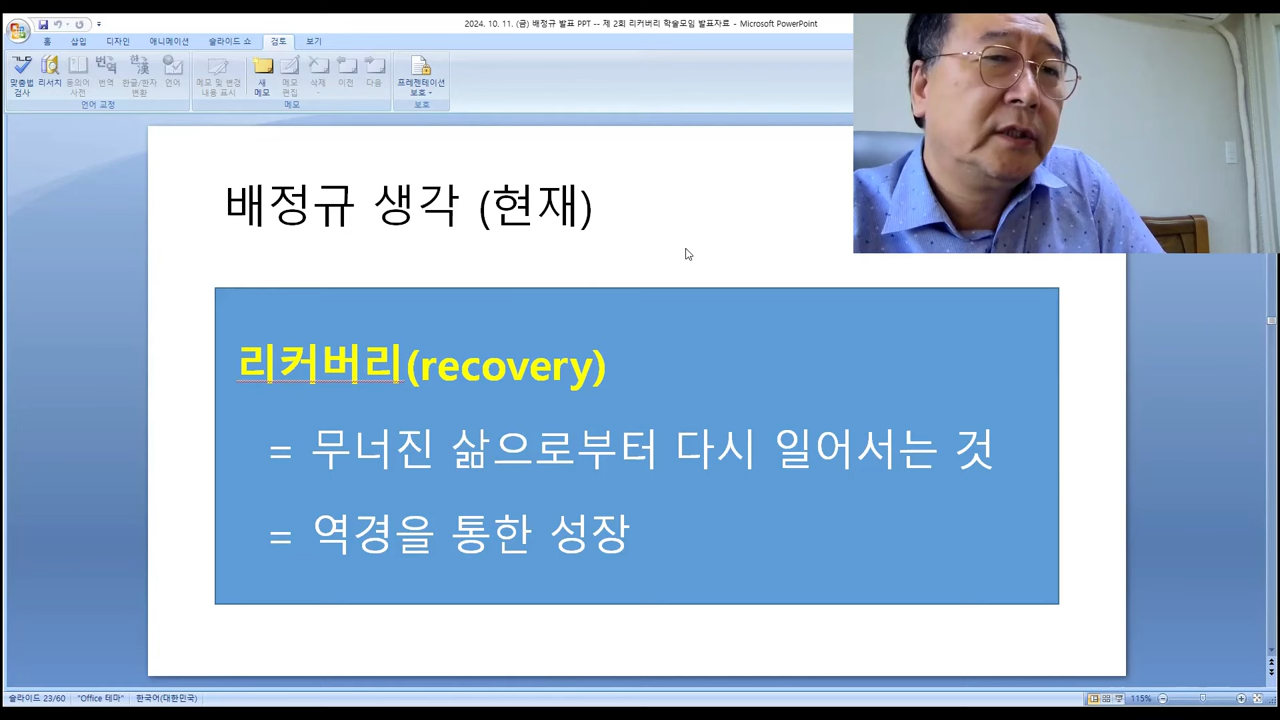 2024. 10. 11. (금) 배정규 발표 PPT -- 제 2회 리커버리 학술모임 발표자료 - Microsoft PowerPoint
홈 삽입 디자인 애니메이션 슬라이드 쇼 검토 보기
맞춤법 검사 리서치 동의어 사전 번역 한글/한자 변환 언어 메모 및 변경 내용 표시 새 메모 메모 편집 삭제 이전 다음 프레젠테이션 보호
언어 교정 메모 보호
배정규 생각 (현재)
리커버리(recovery)
= 무너진 삶으로부터 다시 일어서는 것
= 역경을 통한 성장
슬라이드 23/60 "Office 테마" 한국어(대한민국) 115%